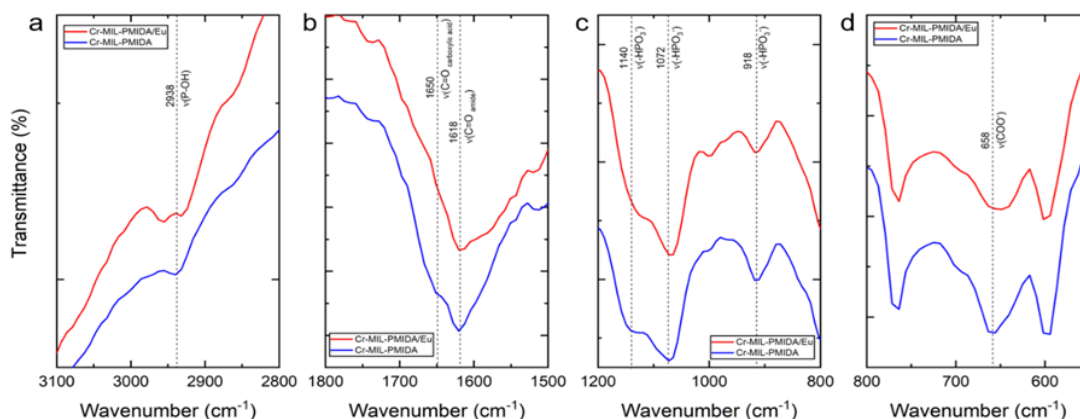 a
Cr-MIL-PMIDA/Eu
Cr-MIL-PMIDA
2938
ν(P-OH)
Transmittance (%)
3100 3000 2900 2800
Wavenumber (cm⁻¹)
b
1650
ν(C=O carboxylic acid)
1618
ν(C=O amide)
Cr-MIL-PMIDA/Eu
Cr-MIL-PMIDA
1800 1700 1600 1500
Wavenumber (cm⁻¹)
c
1140
ν(-HPO₃⁻)
1072
ν(-HPO₃⁻)
918
ν(-HPO₃⁻)
Cr-MIL-PMIDA/Eu
Cr-MIL-PMIDA
1200 1000 800
Wavenumber (cm⁻¹)
d
Cr-MIL-PMIDA/Eu
Cr-MIL-PMIDA
658
ν(COO⁻)
800 700 600
Wavenumber (cm⁻¹)